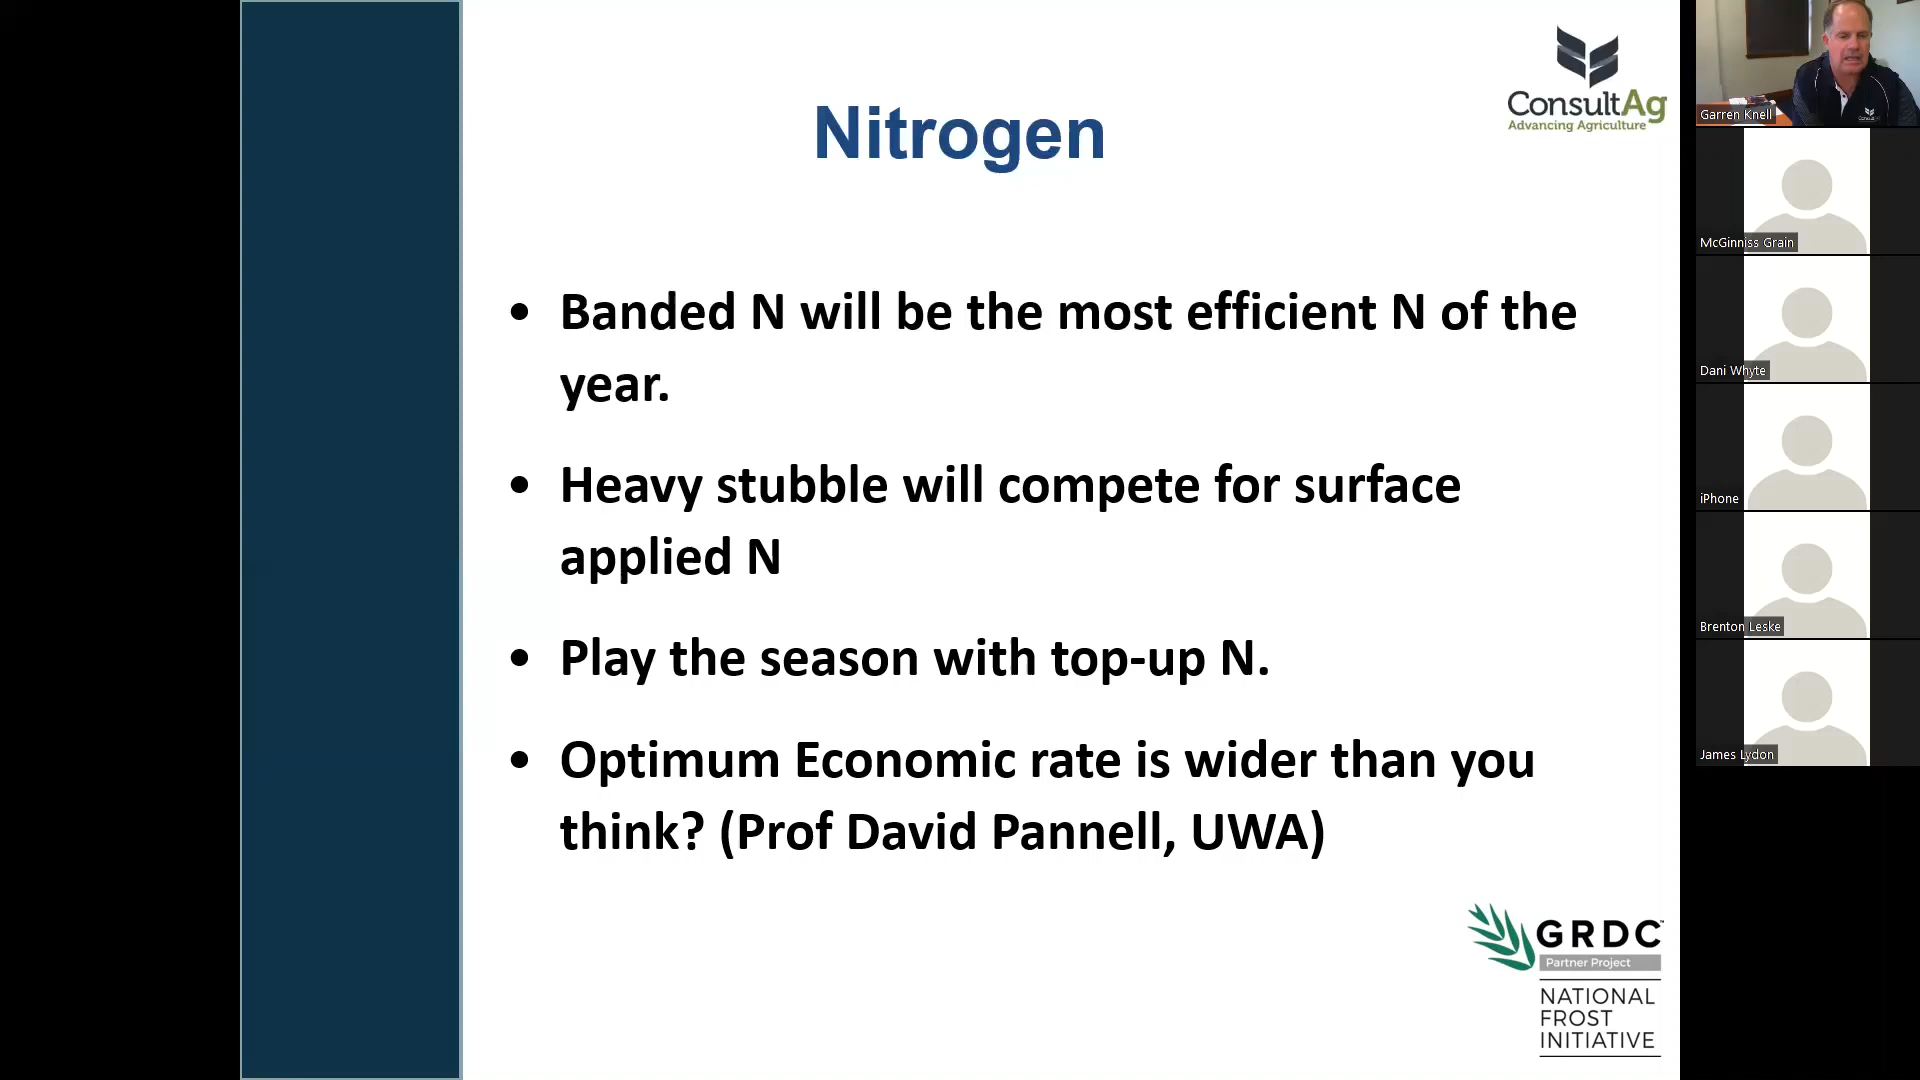 Nitrogen
ConsultAg
Advancing Agriculture
• Banded N will be the most efficient N of the
year.
• Heavy stubble will compete for surface
applied N
• Play the season with top-up N.
• Optimum Economic rate is wider than you
think? (Prof David Pannell, UWA)
GRDC™
Partner Project
NATIONAL
FROST
INITIATIVE
Garren Knell
McGinniss Grain
Dani Whyte
iPhone
Brenton Leske
James Lydon